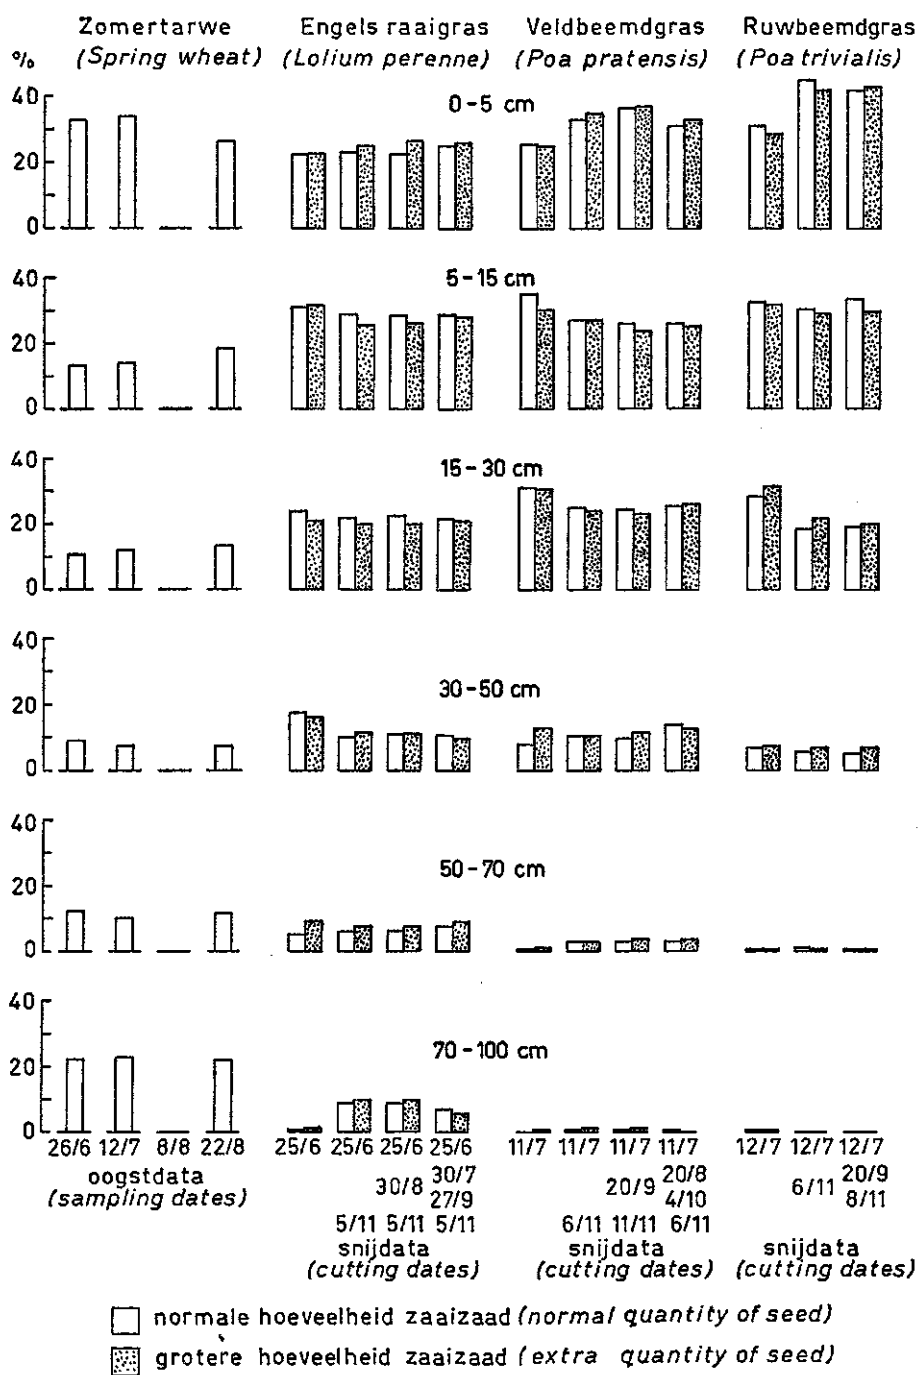 Zomertarwe Engels raaigras Veldbeemdgras Ruwbeemdgras
% (Spring wheat) (Lolium perenne) (Poa pratensis) (Poa trivialis)
40 0-5 cm
20
0
40 5-15 cm
20
0
40 15-30 cm
20
0
40
30-50 cm
20
0
40
50-70 cm
20
0
40
70-100 cm
20
0
26/6 12/7 8/8 22/8 25/6 25/6 25/6 25/6 11/7 11/7 11/7 11/7 12/7 12/7 12/7
oogstdata 30/8 30/7 20/9 20/8 6/11 20/9
(sampling dates) 27/9 4/10 8/11
5/11 5/11 5/11 6/11 11/11 6/11
snijdata snijdata snijdata
(cutting dates) (cutting dates) (cutting dates)
normale hoeveelheid zaaizaad (normal quantity of seed)
grotere hoeveelheid zaaizaad (extra quantity of seed)